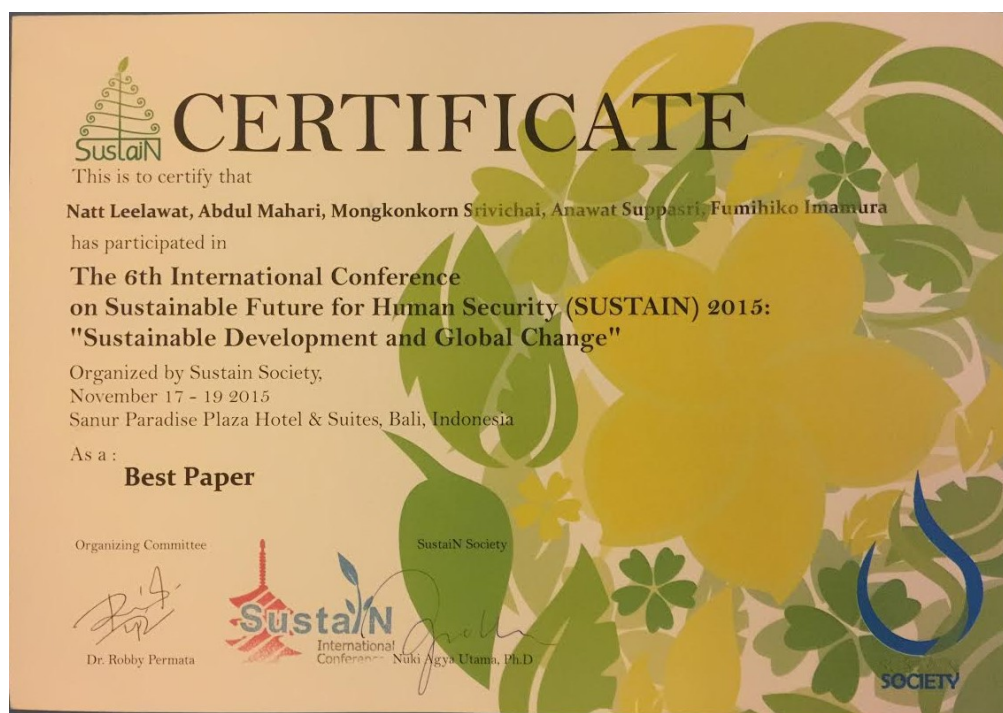 SustaiN
CERTIFICATE
This is to certify that
Natt Leelawat, Abdul Mahari, Mongkonkorn Srivichai, Anawat Suppasri, Fumihiko Imamura
has participated in
The 6th International Conference
on Sustainable Future for Human Security (SUSTAIN) 2015:
"Sustainable Development and Global Change"
Organized by Sustain Society,
November 17 - 19 2015
Sanur Paradise Plaza Hotel & Suites, Bali, Indonesia
As a :
Best Paper
Organizing Committee
SustaiN Society
SustaiN
International
Conference
Dr. Robby Permata
Nuki Agya Utama, Ph.D
SUSTAIN
SOCIETY